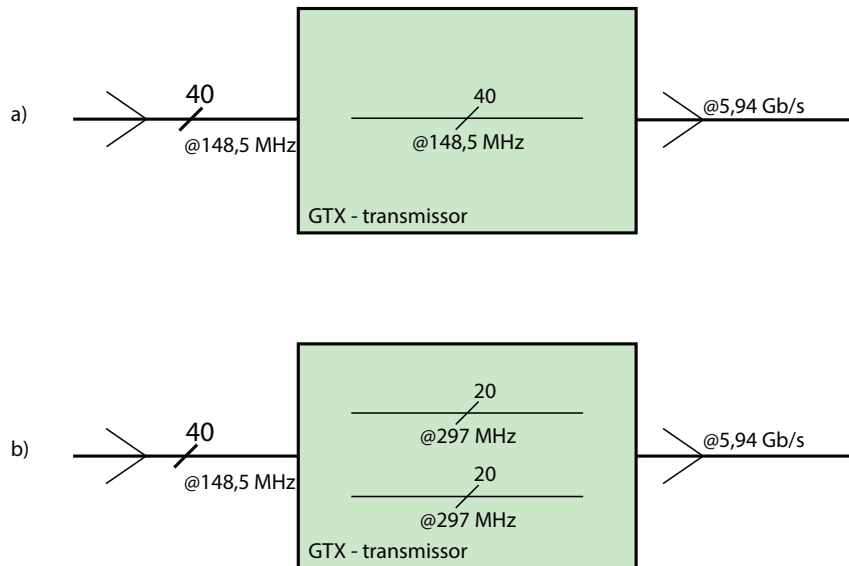 a)
40
@148,5 MHz
40
@148,5 MHz
GTX - transmissor
@5,94 Gb/s
b)
40
@148,5 MHz
20
@297 MHz
20
@297 MHz
GTX - transmissor
@5,94 Gb/s